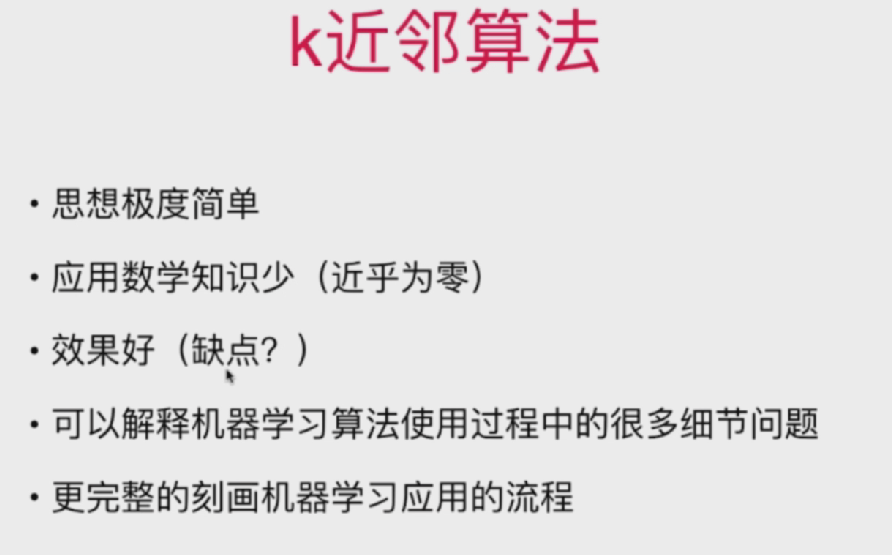 k近邻算法
• 思想极度简单
• 应用数学知识少（近乎为零）
• 效果好（缺点？）
• 可以解释机器学习算法使用过程中的很多细节问题
• 更完整的刻画机器学习应用的流程